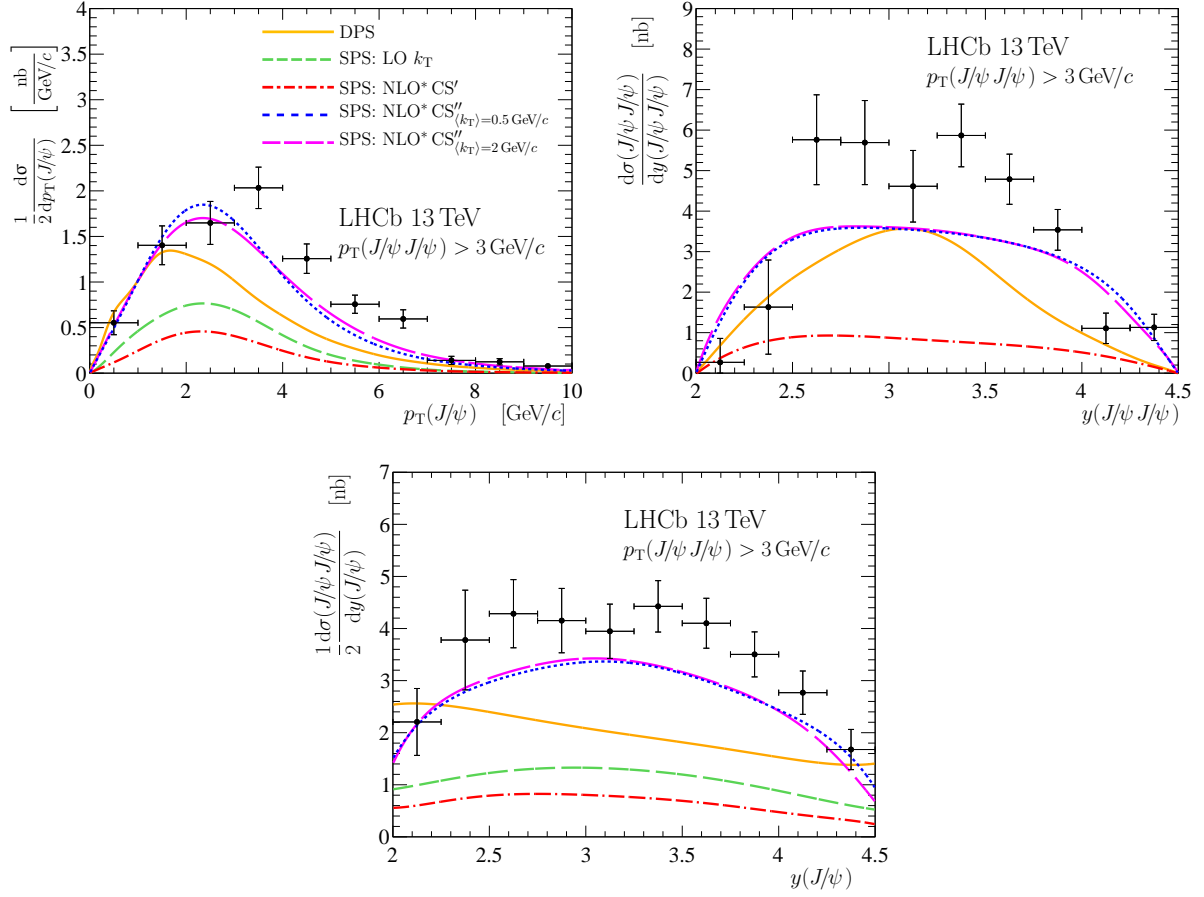 4
3.5
3
2.5
2
1.5
1
0.5
0
0 2 4 6 8 10
1/2 dσ/dp_T(J/ψ) [nb/GeV/c]
p_T(J/ψ) [GeV/c]
DPS
SPS: LO k_T
SPS: NLO* CS′
SPS: NLO* CS″⟨k_T⟩=0.5 GeV/c
SPS: NLO* CS″⟨k_T⟩=2 GeV/c
LHCb 13 TeV
p_T(J/ψ J/ψ) > 3 GeV/c
9
8
7
6
5
4
3
2
1
0
2 2.5 3 3.5 4 4.5
dσ(J/ψ J/ψ)/dy(J/ψ J/ψ) [nb]
y(J/ψ J/ψ)
LHCb 13 TeV
p_T(J/ψ J/ψ) > 3 GeV/c
7
6
5
4
3
2
1
0
2 2.5 3 3.5 4 4.5
1/2 dσ(J/ψ J/ψ)/dy(J/ψ) [nb]
y(J/ψ)
LHCb 13 TeV
p_T(J/ψ J/ψ) > 3 GeV/c